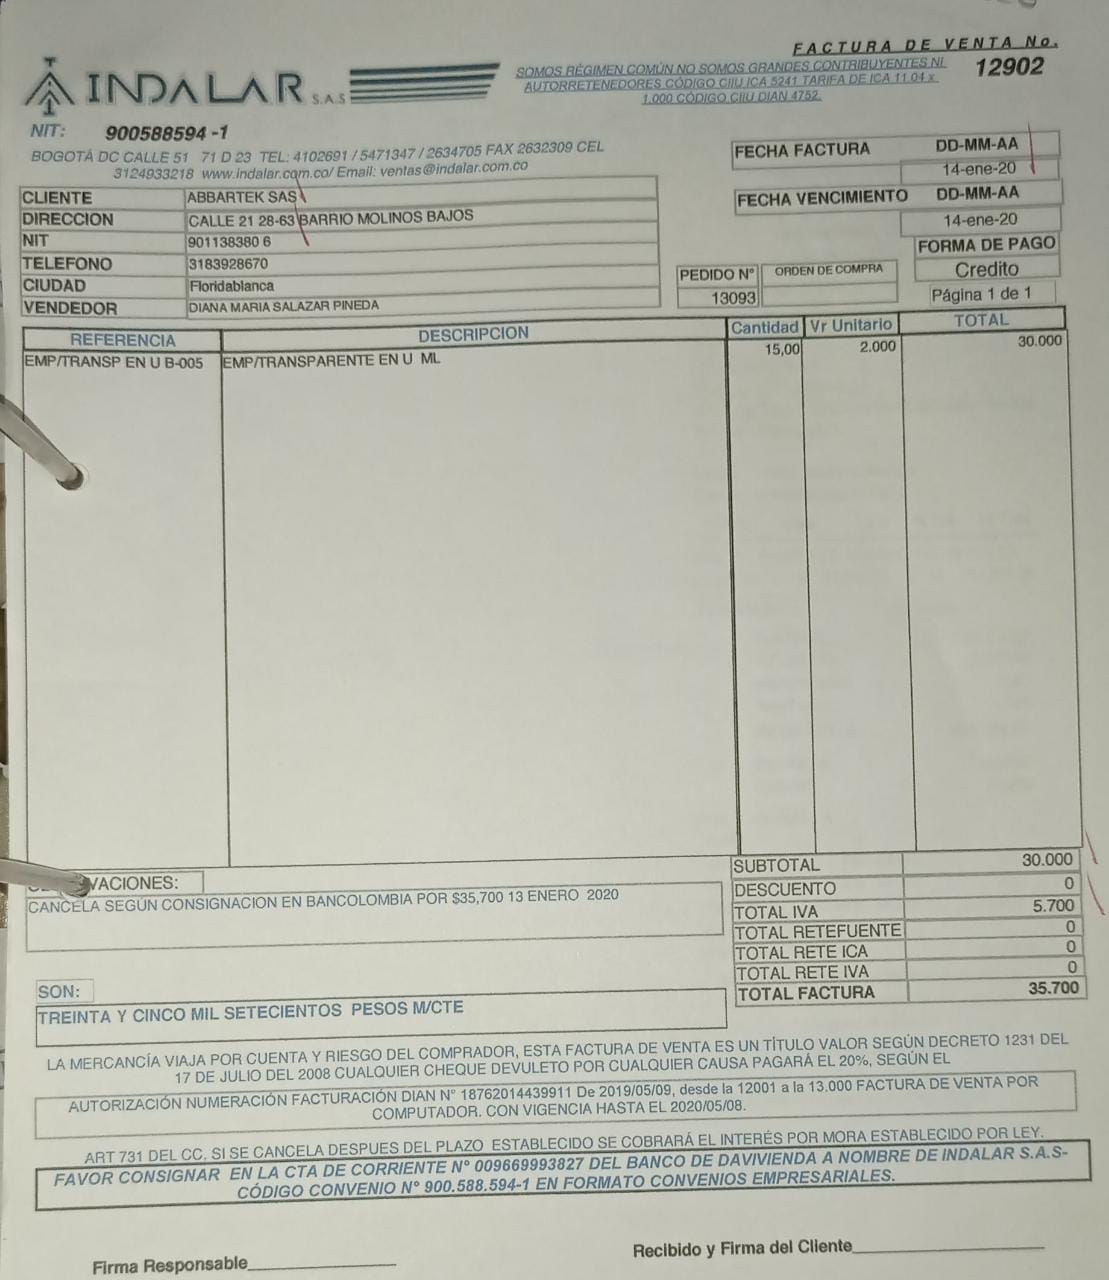 FACTURA DE VENTA No.
12902
INDALAR S.A.S
SOMOS RÉGIMEN COMÚN NO SOMOS GRANDES CONTRIBUYENTES NI
AUTORRETENEDORES CÓDIGO CIIU ICA 5241 TARIFA DE ICA 11.04 x
1.000 CÓDIGO CIIU DIAN 4752.
NIT: 900588594 -1
BOGOTÁ DC CALLE 51 71 D 23 TEL: 4102691 / 5471347 / 2634705 FAX 2632309 CEL
3124933218 www.indalar.com.co/ Email: ventas@indalar.com.co
FECHA FACTURA DD-MM-AA
14-ene-20
FECHA VENCIMIENTO DD-MM-AA
14-ene-20
CLIENTE ABBARTEK SAS
DIRECCION CALLE 21 28-63 BARRIO MOLINOS BAJOS
NIT 901138380 6
TELEFONO 3183928670
CIUDAD Floridablanca
VENDEDOR DIANA MARIA SALAZAR PINEDA
FORMA DE PAGO
Credito
PEDIDO N° ORDEN DE COMPRA
13093
Página 1 de 1
REFERENCIA DESCRIPCION Cantidad Vr Unitario TOTAL
EMP/TRANSP EN U B-005 EMP/TRANSPARENTE EN U ML 15,00 2.000 30.000
SUBTOTAL 30.000
DESCUENTO 0
TOTAL IVA 5.700
TOTAL RETEFUENTE 0
TOTAL RETE ICA 0
TOTAL RETE IVA 0
TOTAL FACTURA 35.700
VACIONES:
CANCELA SEGÚN CONSIGNACION EN BANCOLOMBIA POR $35,700 13 ENERO 2020
SON:
TREINTA Y CINCO MIL SETECIENTOS PESOS M/CTE
LA MERCANCÍA VIAJA POR CUENTA Y RIESGO DEL COMPRADOR, ESTA FACTURA DE VENTA ES UN TÍTULO VALOR SEGÚN DECRETO 1231 DEL
17 DE JULIO DEL 2008 CUALQUIER CHEQUE DEVULETO POR CUALQUIER CAUSA PAGARÁ EL 20%, SEGÚN EL
AUTORIZACIÓN NUMERACIÓN FACTURACIÓN DIAN N° 18762014439911 De 2019/05/09, desde la 12001 a la 13.000 FACTURA DE VENTA POR
COMPUTADOR. CON VIGENCIA HASTA EL 2020/05/08.
ART 731 DEL CC, SI SE CANCELA DESPUES DEL PLAZO ESTABLECIDO SE COBRARÁ EL INTERÉS POR MORA ESTABLECIDO POR LEY.
FAVOR CONSIGNAR EN LA CTA DE CORRIENTE N° 009669993827 DEL BANCO DE DAVIVIENDA A NOMBRE DE INDALAR S.A.S-
CÓDIGO CONVENIO N° 900.588.594-1 EN FORMATO CONVENIOS EMPRESARIALES.
Firma Responsable
Recibido y Firma del Cliente